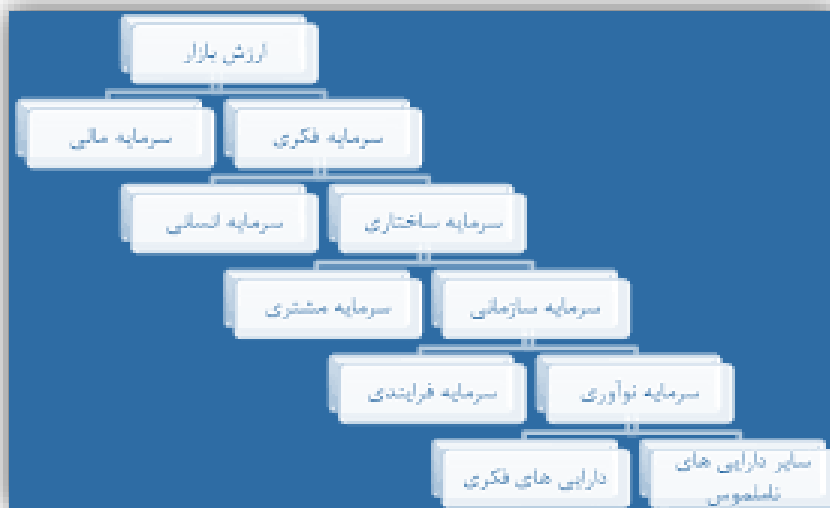 ارزش بازار
سرمایه فکری
سرمایه مالی
سرمایه ساختاری
سرمایه انسانی
سرمایه سازمانی
سرمایه مشتری
سرمایه نوآوری
سرمایه فرایندی
سایر دارایی های
ناملموس
دارایی های فکری